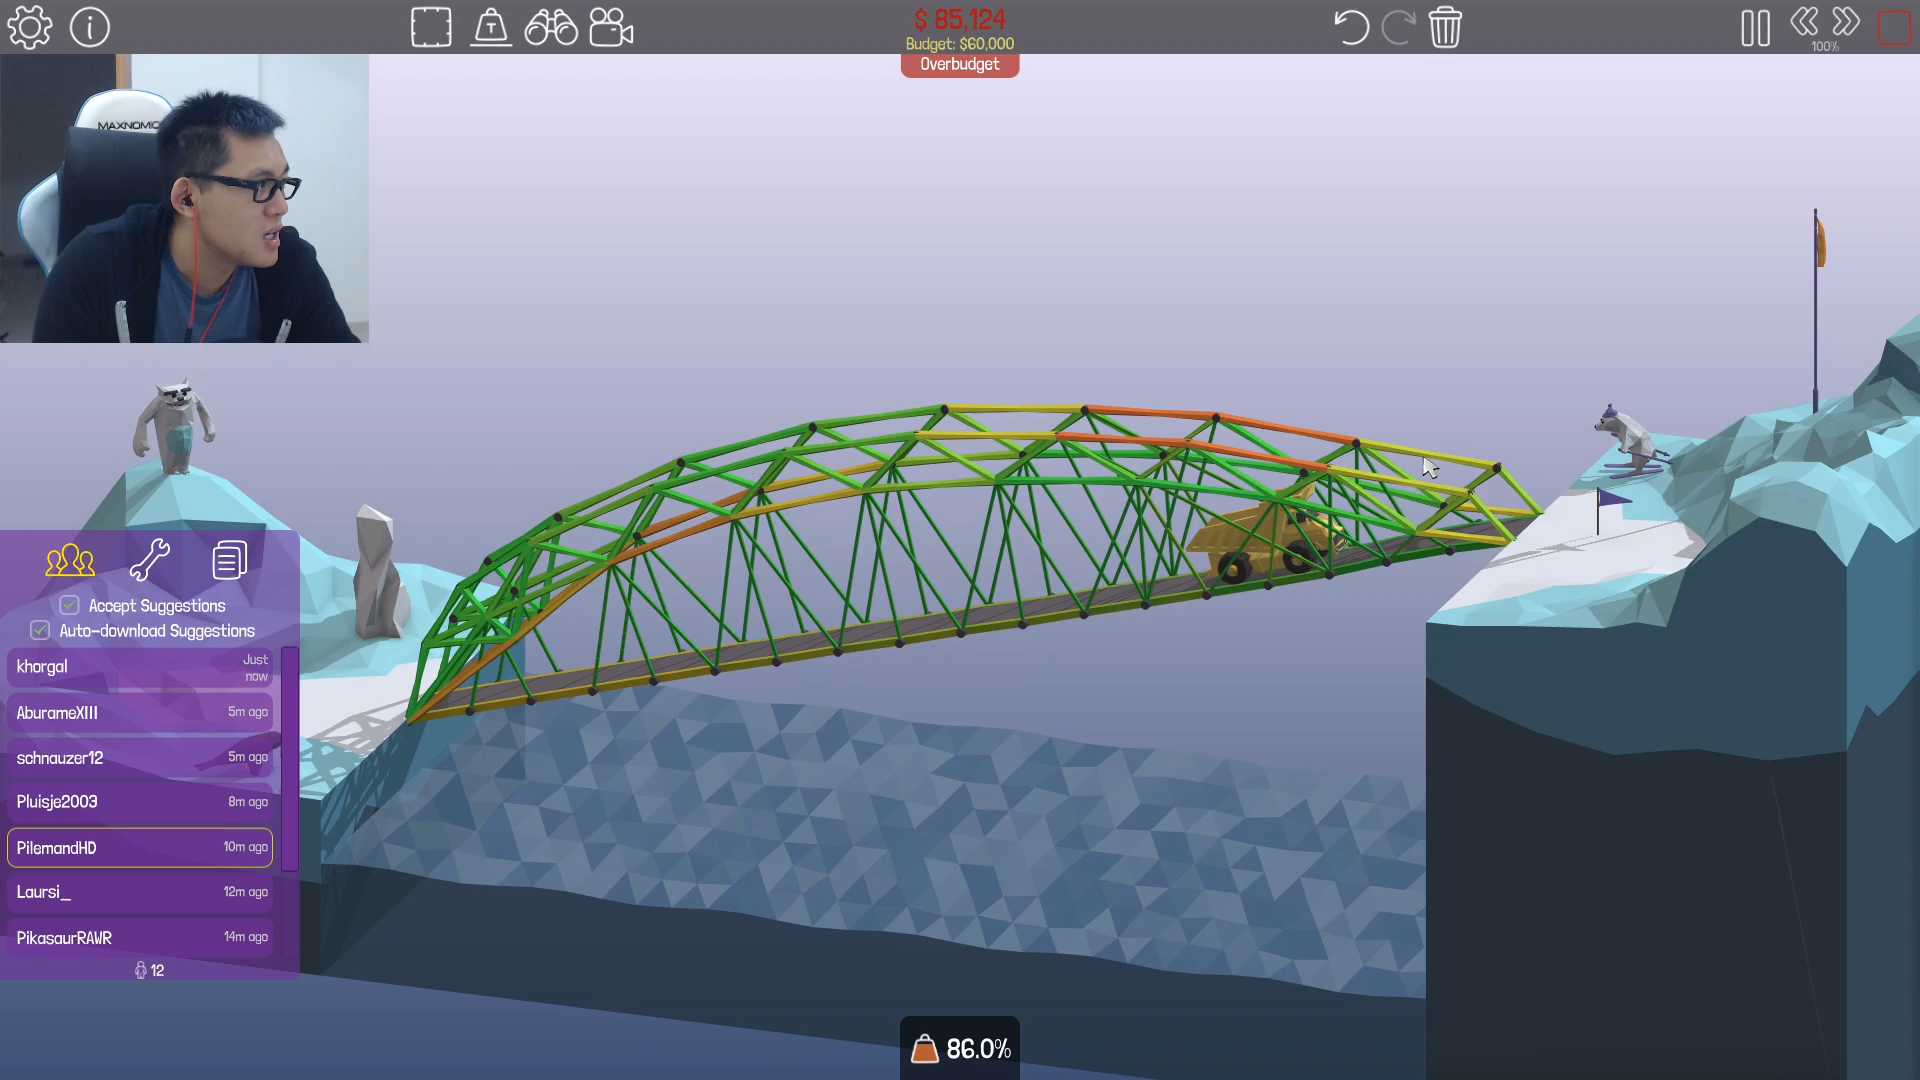 $ 85,124
Budget: $60,000
Overbudget
100%
MAXNOMIC
Accept Suggestions
Auto-download Suggestions
khorgal Just now
AburameXIII 5m ago
schnauzer12 5m ago
Pluisje2003 8m ago
PilemandHD 10m ago
Laursi_ 12m ago
PikasaurRAWR 14m ago
12
86.0%